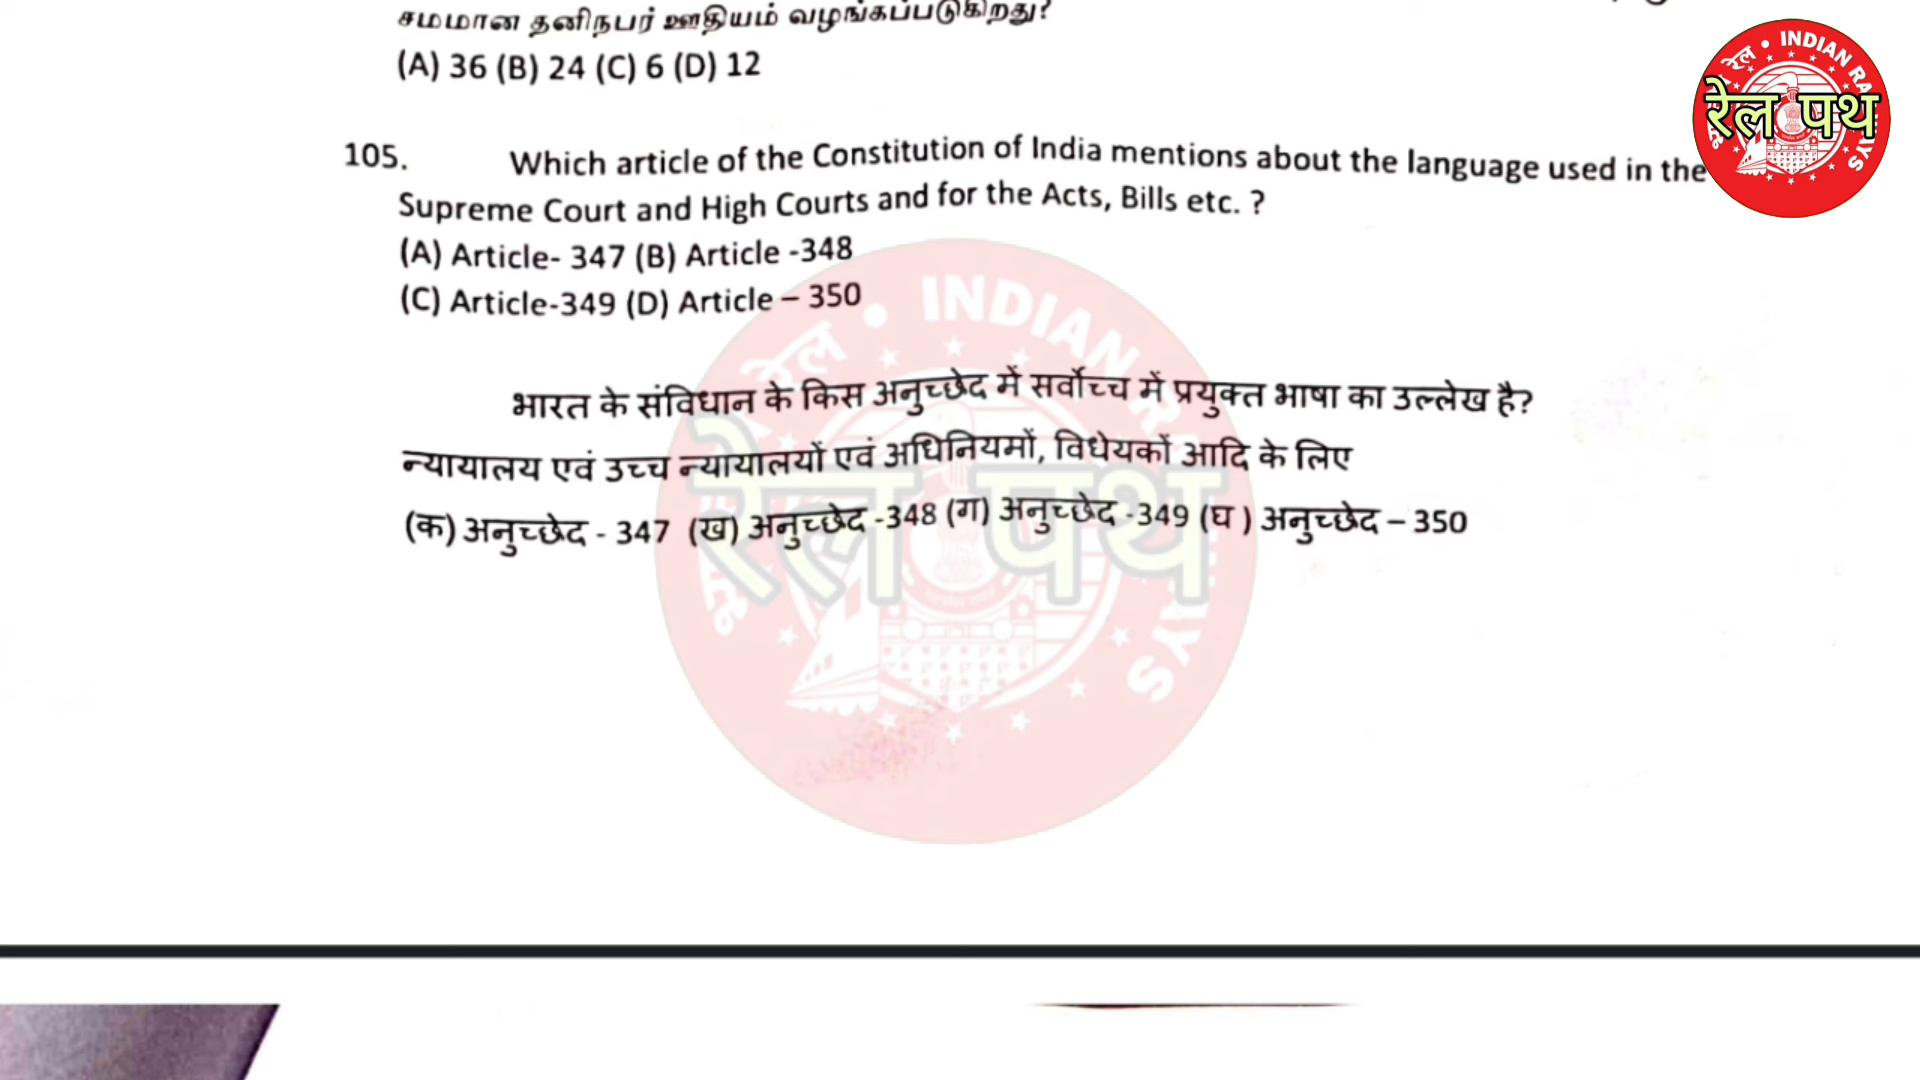 சமமான தனிநபர் ஊதியம் வழங்கப்படுகிறது?
(A) 36 (B) 24 (C) 6 (D) 12
105. Which article of the Constitution of India mentions about the language used in the
Supreme Court and High Courts and for the Acts, Bills etc. ?
(A) Article- 347 (B) Article -348
(C) Article-349 (D) Article – 350
भारत के संविधान के किस अनुच्छेद में सर्वोच्च में प्रयुक्त भाषा का उल्लेख है?
न्यायालय एवं उच्च न्यायालयों एवं अधिनियमों, विधेयकों आदि के लिए
(क) अनुच्छेद - 347 (ख) अनुच्छेद -348 (ग) अनुच्छेद -349 (घ ) अनुच्छेद – 350
INDIAN RAILWAYS
रेल पथ
INDIAN RAILWAYS
रेल पथ